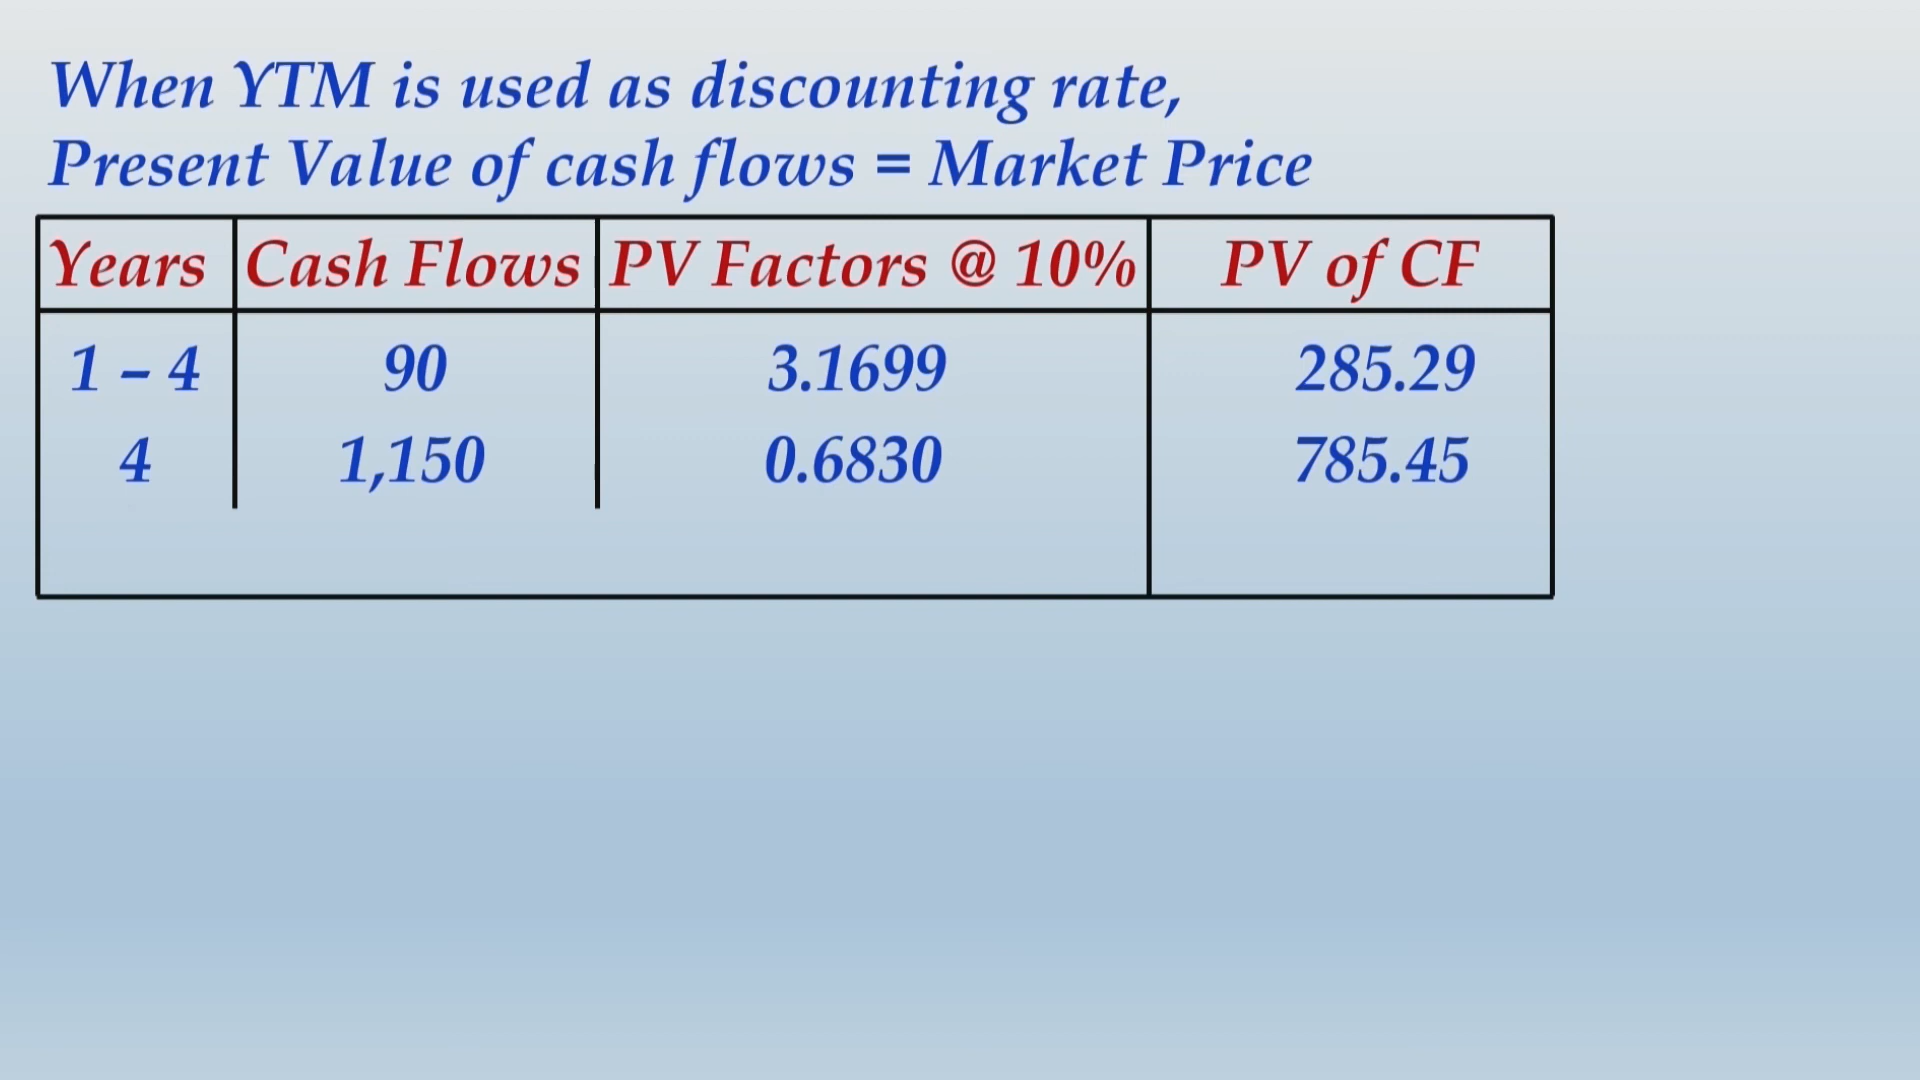 When YTM is used as discounting rate,
Present Value of cash flows = Market Price
Years Cash Flows PV Factors @ 10% PV of CF
1 – 4 90 3.1699 285.29
4 1,150 0.6830 785.45